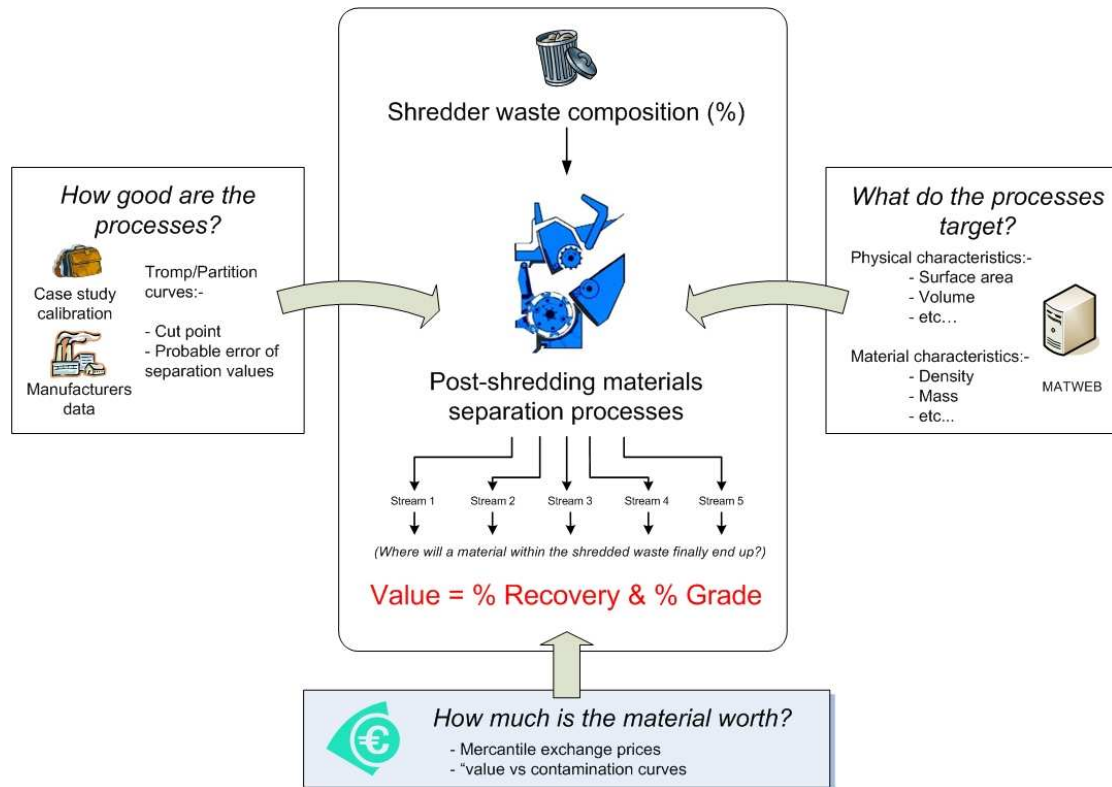 Shredder waste composition (%)
How good are the
processes?
Case study
calibration
Manufacturers
data
Tromp/Partition
curves:-
- Cut point
- Probable error of
separation values
What do the processes
target?
Physical characteristics:-
- Surface area
- Volume
- etc…
Material characteristics:-
- Density
- Mass
- etc...
MATWEB
Post-shredding materials
separation processes
Stream 1 Stream 2 Stream 3 Stream 4 Stream 5
(Where will a material within the shredded waste finally end up?)
Value = % Recovery & % Grade
How much is the material worth?
- Mercantile exchange prices
- “value vs contamination curves